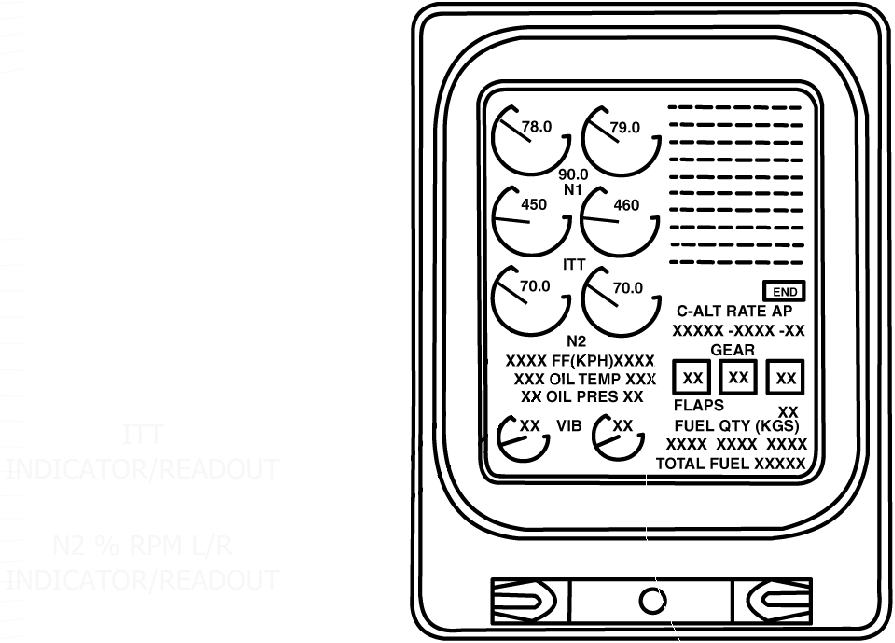 78.0 79.0
90.0
N1
450 460
ITT
70.0 70.0
N2
XXXX FF(KPH)XXXX
XXX OIL TEMP XXX
XX OIL PRES XX
XX VIB XX
END
C-ALT RATE AP
XXXXX -XXXX -XX
GEAR
XX XX XX
FLAPS XX
FUEL QTY (KGS)
XXXX XXXX XXXX
TOTAL FUEL XXXXX
ITT
INDICATOR/READOUT
N2 % RPM L/R
INDICATOR/READOUT